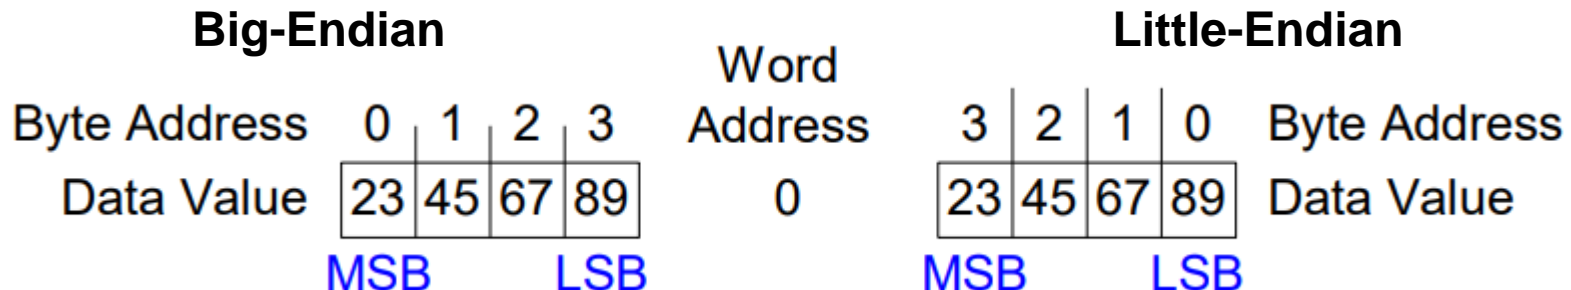 Big-Endian Little-Endian
Word
Byte Address 0 1 2 3 Address 3 2 1 0 Byte Address
Data Value 23 45 67 89 0 23 45 67 89 Data Value
MSB LSB MSB LSB